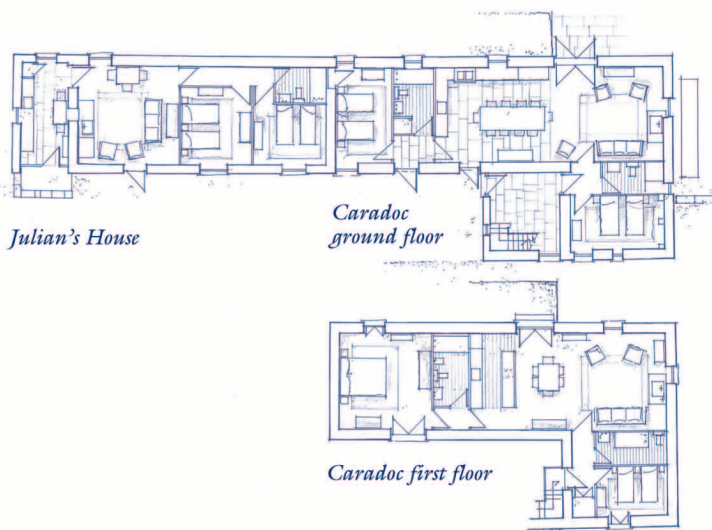 Julian's House
Caradoc
ground floor
Caradoc first floor